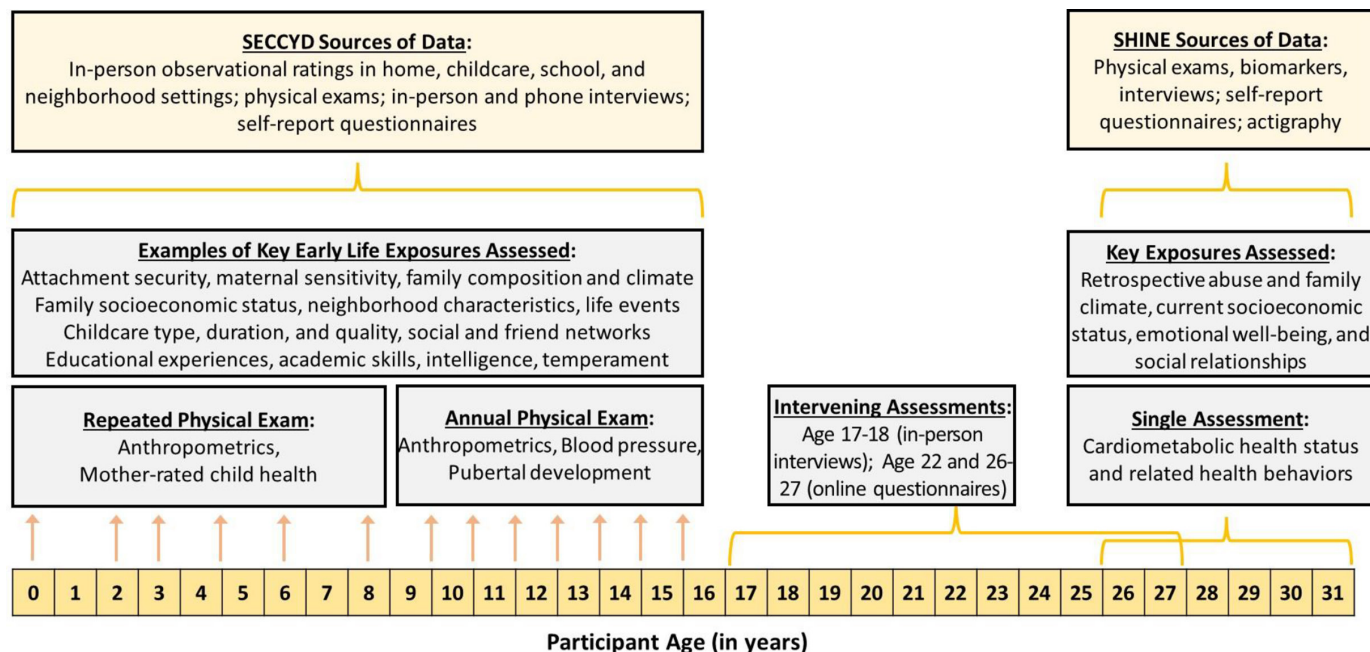 SECCYD Sources of Data:
In-person observational ratings in home, childcare, school, and
neighborhood settings; physical exams; in-person and phone interviews;
self-report questionnaires
SHINE Sources of Data:
Physical exams, biomarkers,
interviews; self-report
questionnaires; actigraphy
Examples of Key Early Life Exposures Assessed:
Attachment security, maternal sensitivity, family composition and climate
Family socioeconomic status, neighborhood characteristics, life events
Childcare type, duration, and quality, social and friend networks
Educational experiences, academic skills, intelligence, temperament
Key Exposures Assessed:
Retrospective abuse and family
climate, current socioeconomic
status, emotional well-being, and
social relationships
Repeated Physical Exam:
Anthropometrics,
Mother-rated child health
Annual Physical Exam:
Anthropometrics, Blood pressure,
Pubertal development
Intervening Assessments:
Age 17-18 (in-person
interviews); Age 22 and 26-
27 (online questionnaires)
Single Assessment:
Cardiometabolic health status
and related health behaviors
0 1 2 3 4 5 6 7 8 9 10 11 12 13 14 15 16 17 18 19 20 21 22 23 24 25 26 27 28 29 30 31
Participant Age (in years)